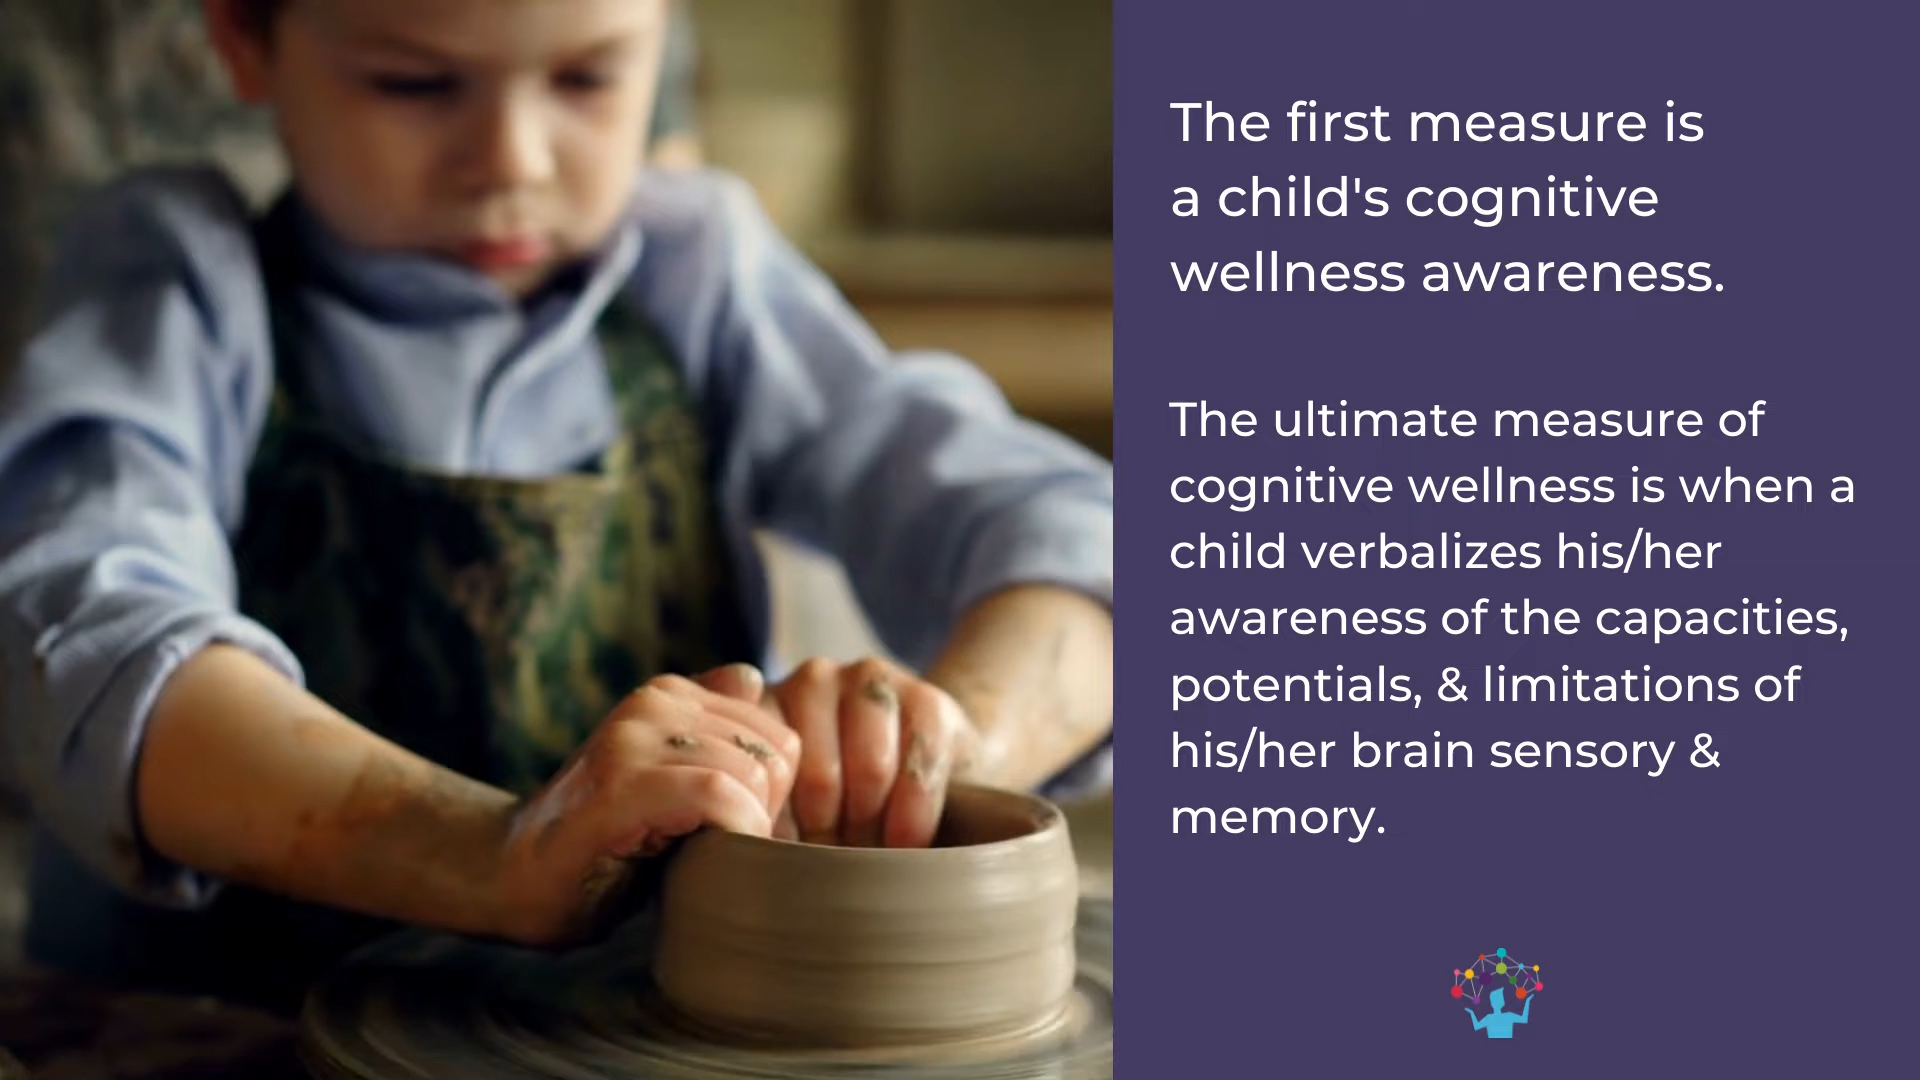 The first measure is
a child's cognitive
wellness awareness.
The ultimate measure of
cognitive wellness is when a
child verbalizes his/her
awareness of the capacities,
potentials, & limitations of
his/her brain sensory &
memory.